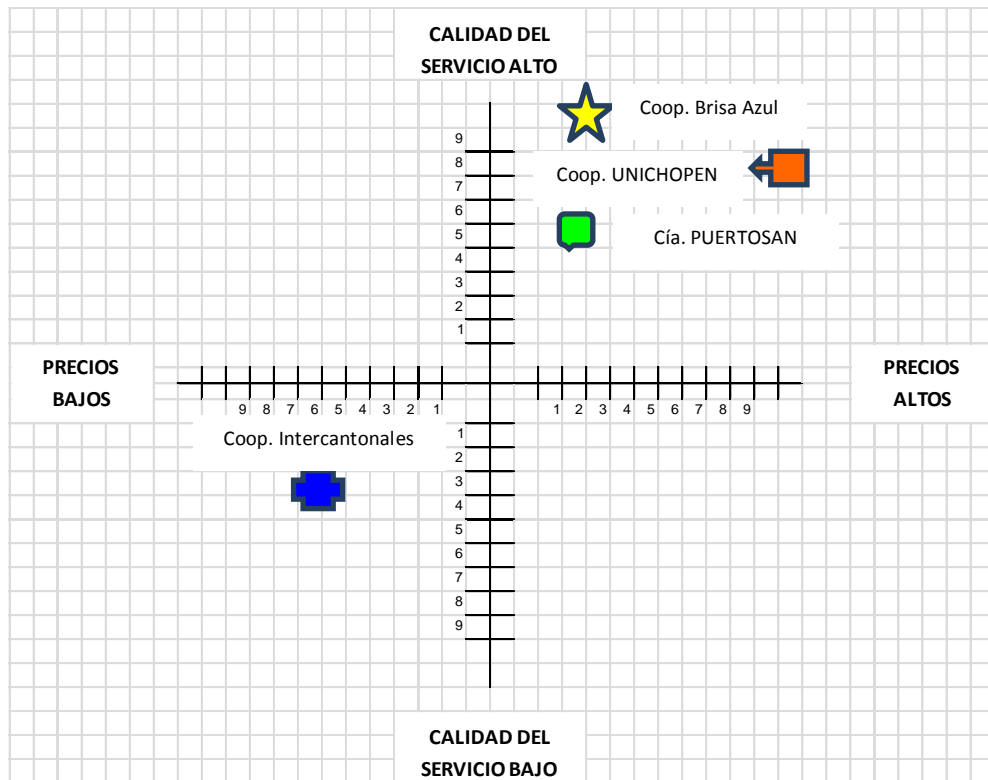 CALIDAD DEL
SERVICIO ALTO
Coop. Brisa Azul
9
8
Coop. UNICHOPEN
7
6
5
Cía. PUERTOSAN
4
3
2
1
PRECIOS
BAJOS
PRECIOS
ALTOS
9 8 7 6 5 4 3 2 1 1 2 3 4 5 6 7 8 9
Coop. Intercantonales
1
2
3
4
5
6
7
8
9
CALIDAD DEL
SERVICIO BAJO